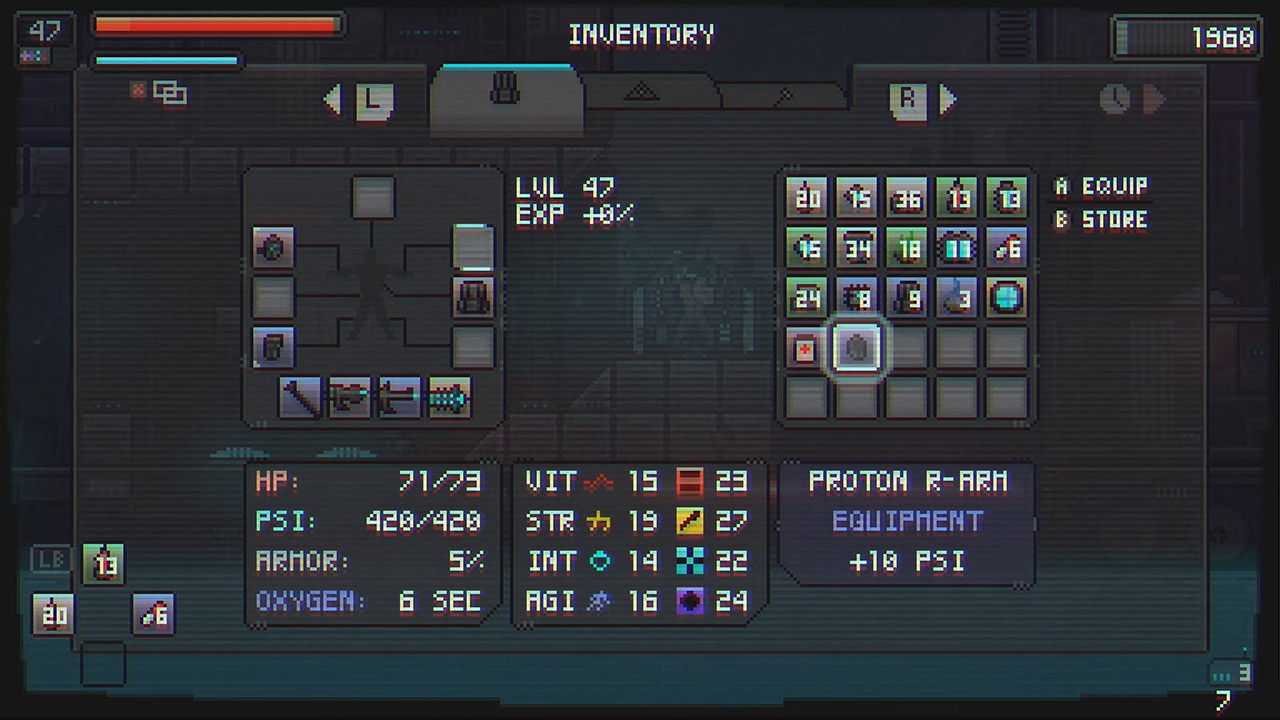 47
INVENTORY
1960
L
R
LVL 47
EXP +0%
20 15 36 13 13
15 34 18 11 6
24 8 9 3
A EQUIP
B STORE
HP: 71/73
PSI: 420/420
ARMOR: 5%
OXYGEN: 6 SEC
VIT 15 23
STR 19 27
INT 14 22
AGI 16 24
PROTON R-ARM
EQUIPMENT
+10 PSI
LB 13
20 6
3
7